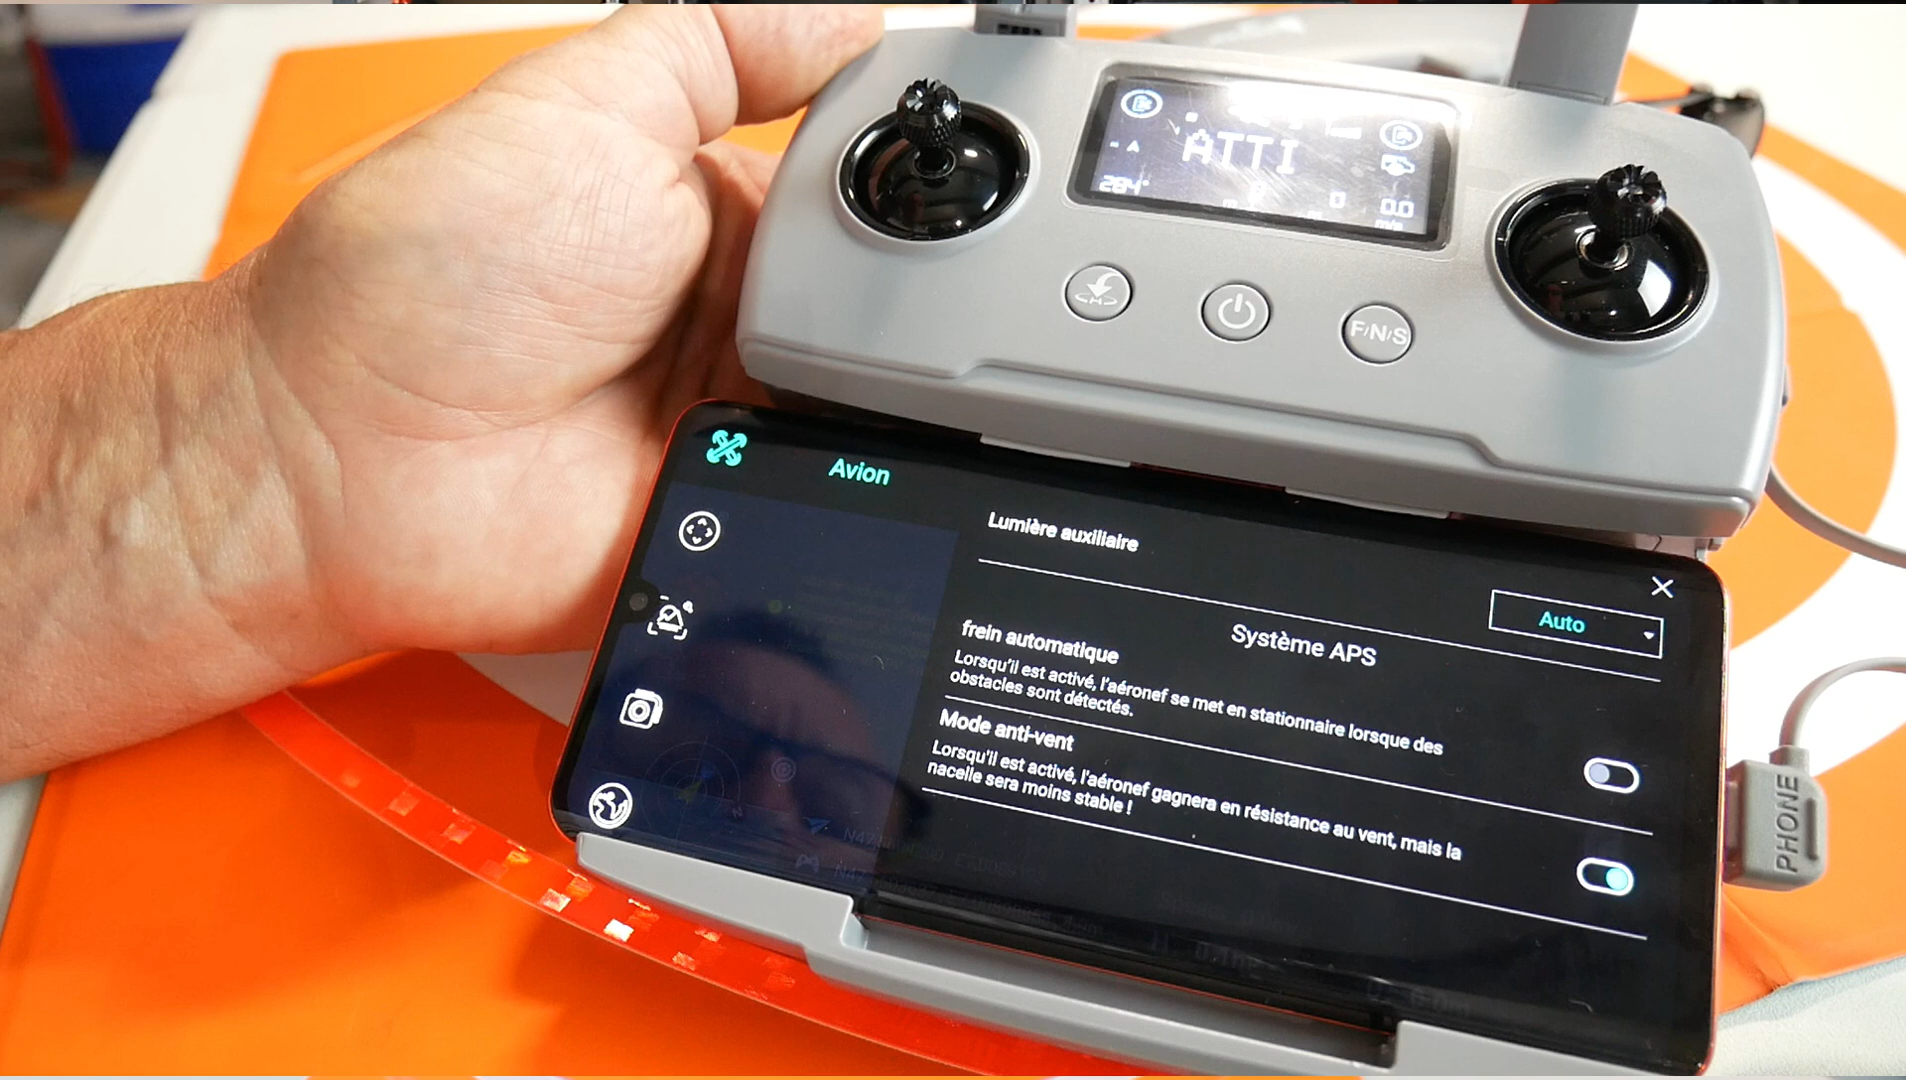 ATTI
A
284°
0
0.0
m/s
F/N/S
Avion
Lumière auxiliaire
Auto
Système APS
frein automatique
Lorsqu'il est activé, l'aéronef se met en stationnaire lorsque des
obstacles sont détectés.
Mode anti-vent
Lorsqu'il est activé, l'aéronef gagnera en résistance au vent, mais la
nacelle sera moins stable !
PHONE